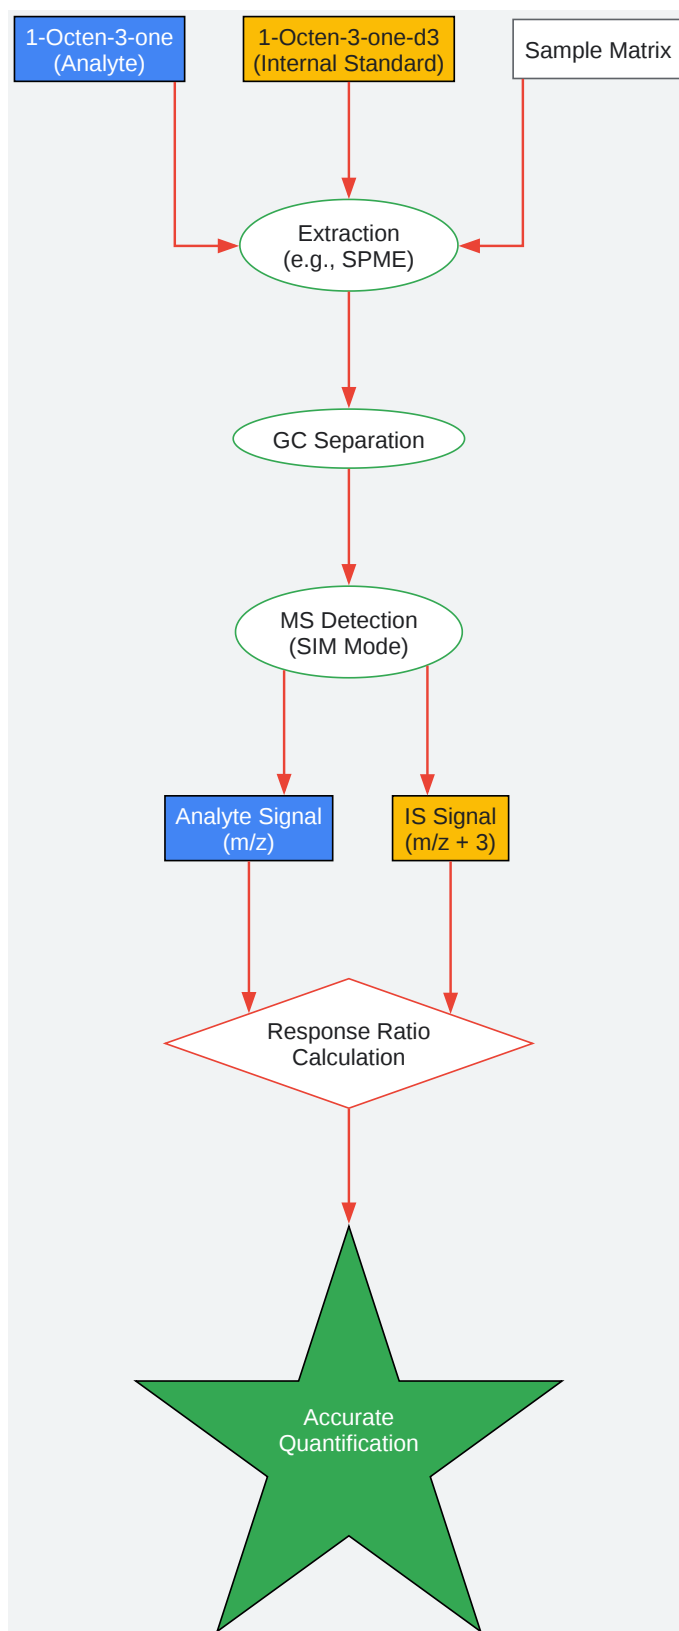 1-Octen-3-one
(Analyte)
1-Octen-3-one-d3
(Internal Standard)
Sample Matrix
Extraction
(e.g., SPME)
GC Separation
MS Detection
(SIM Mode)
Analyte Signal
(m/z)
IS Signal
(m/z + 3)
Response Ratio
Calculation
Accurate
Quantification